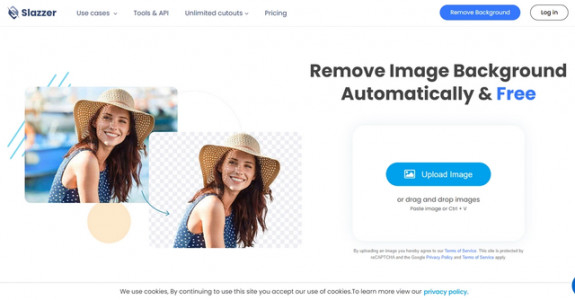 Slazzer
Use cases
Tools & API
Unlimited cutouts
Pricing
Remove Background
Log in
Remove Image Background
Automatically & Free
Upload Image
or drag and drop images
Paste image or Ctrl + V
By uploading an image you hereby agree to our Terms of Service. This site is protected by
reCAPTCHA and the Google Privacy Policy and Terms of Service apply.
We use cookies, By continuing to use this site you accept our use of cookies.To learn more view our privacy policy.